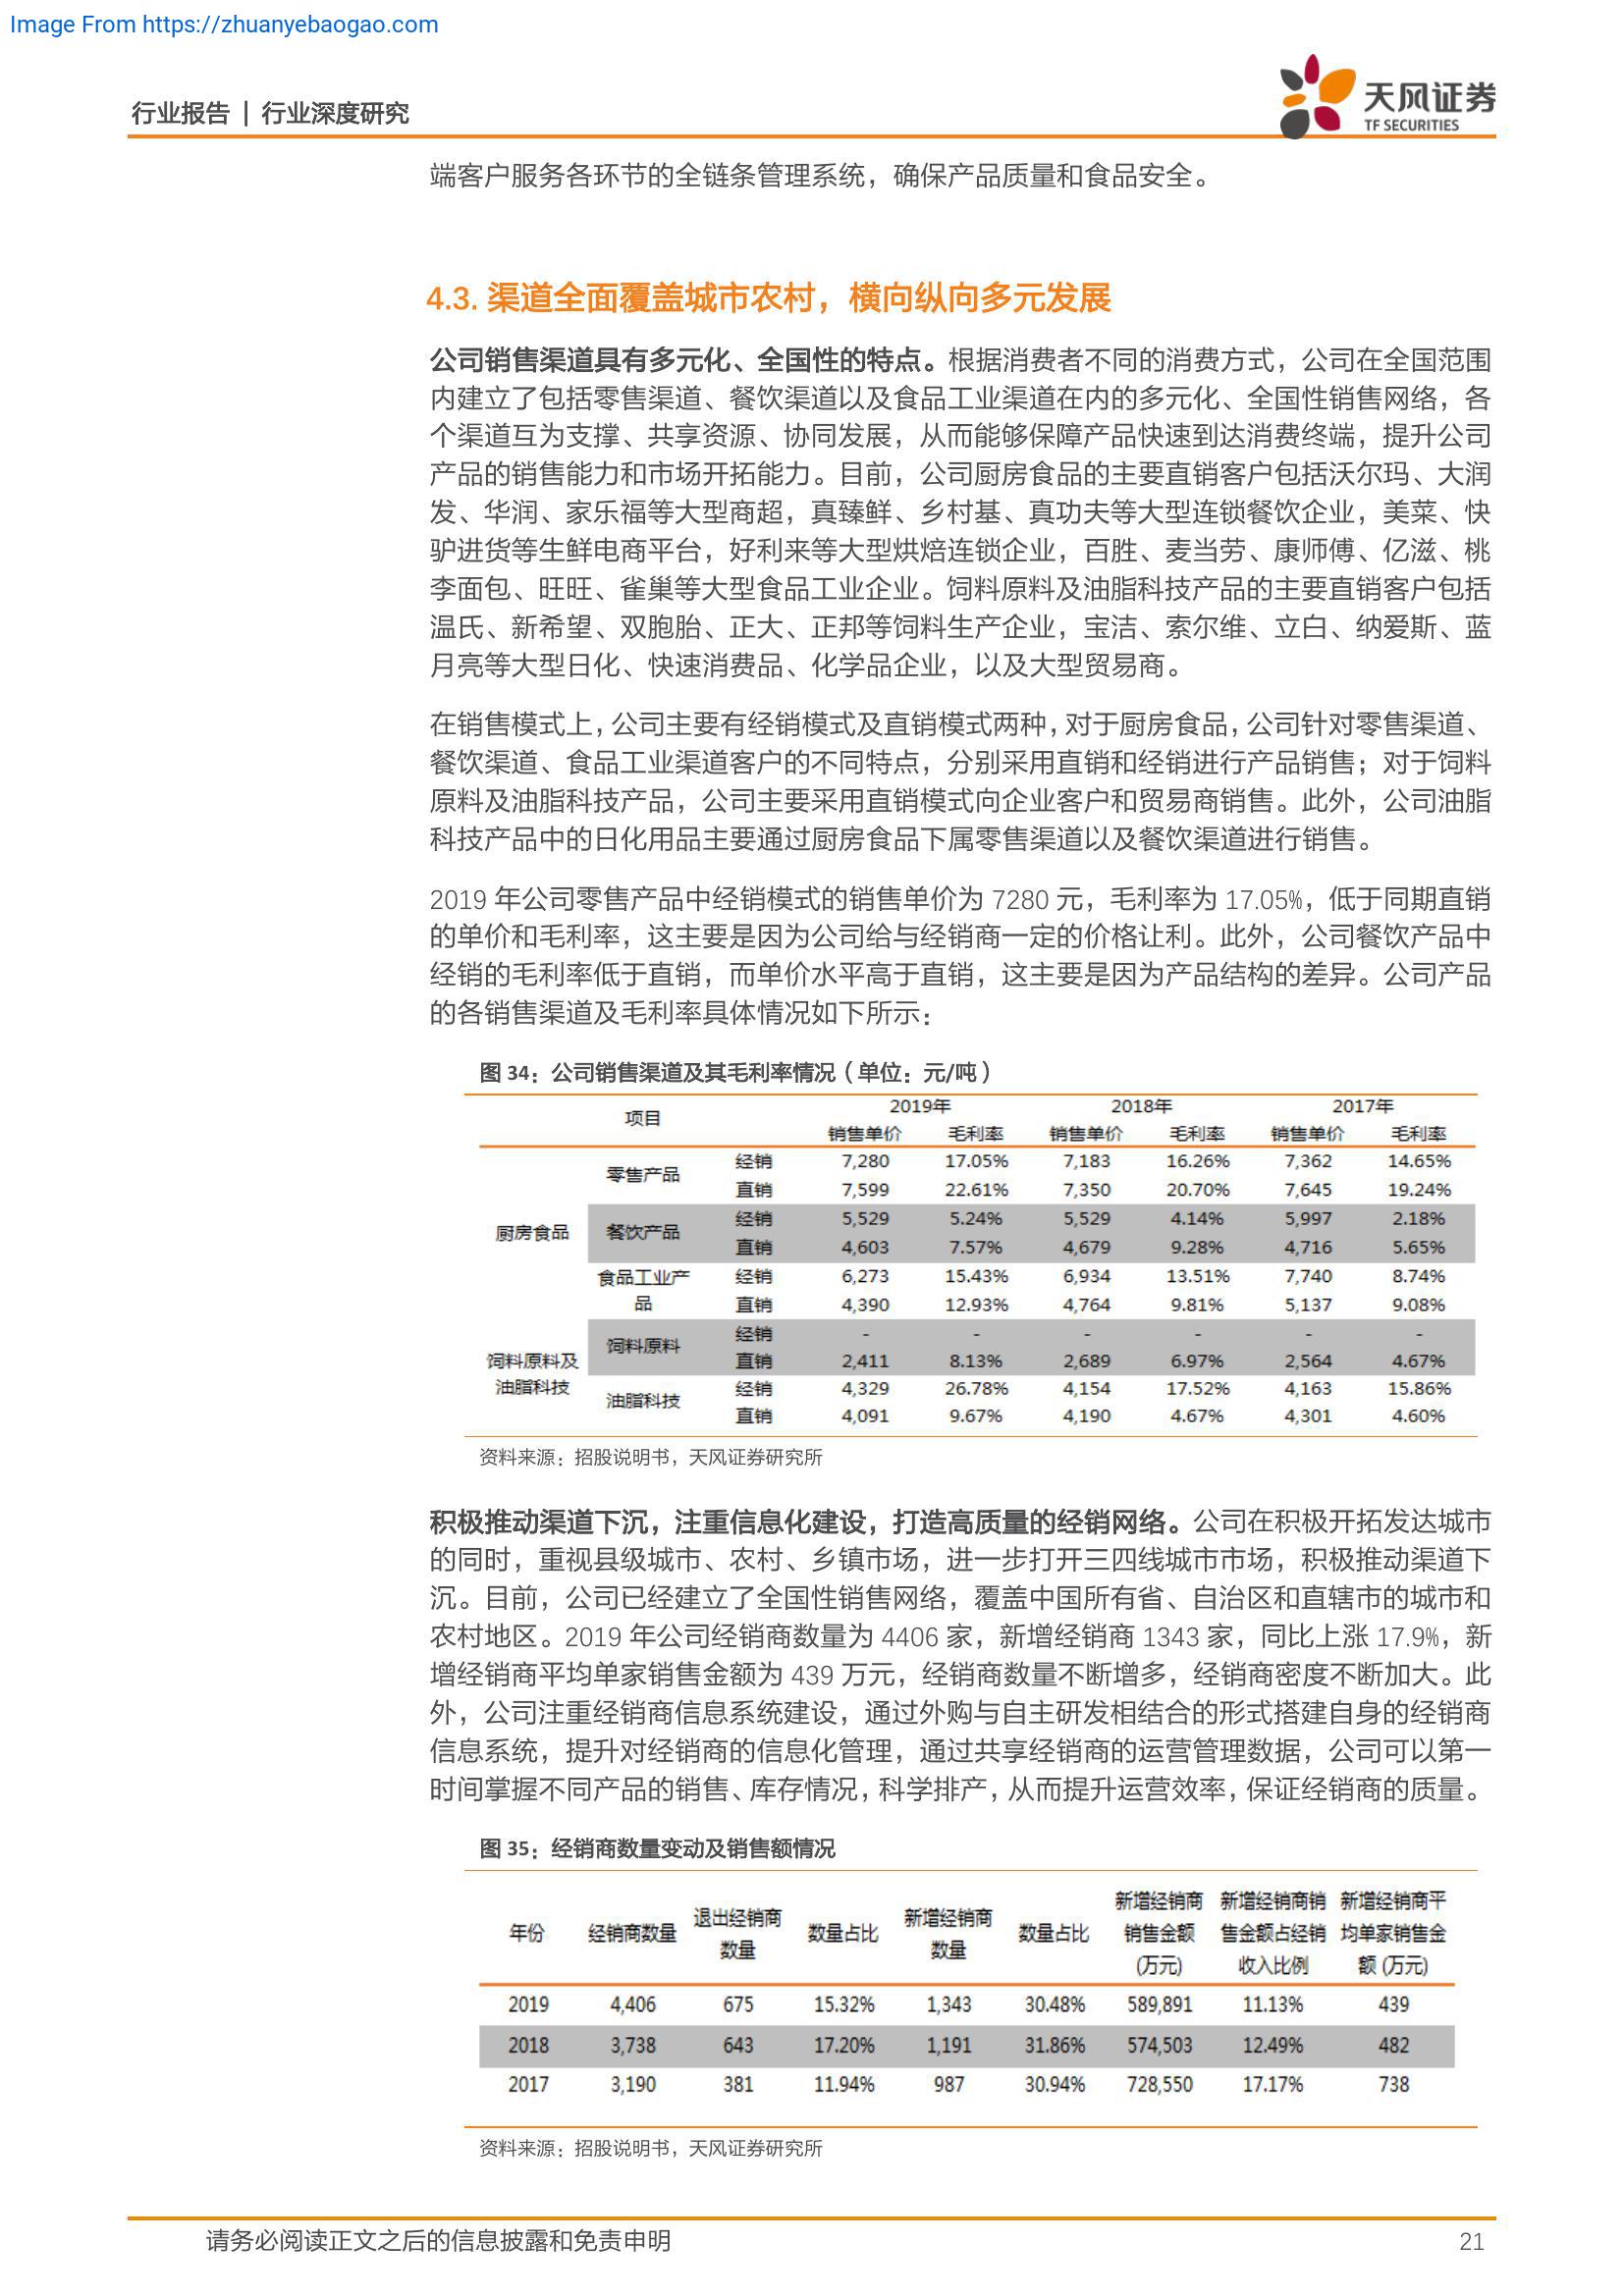 Image From https://zhuanyebaogao.com
行业报告 | 行业深度研究
天风证券
TF SECURITIES
端客户服务各环节的全链条管理系统，确保产品质量和食品安全。
4.3. 渠道全面覆盖城市农村，横向纵向多元发展
公司销售渠道具有多元化、全国性的特点。根据消费者不同的消费方式，公司在全国范围
内建立了包括零售渠道、餐饮渠道以及食品工业渠道在内的多元化、全国性销售网络，各
个渠道互为支撑、共享资源、协同发展，从而能够保障产品快速到达消费终端，提升公司
产品的销售能力和市场开拓能力。目前，公司厨房食品的主要直销客户包括沃尔玛、大润
发、华润、家乐福等大型商超，真臻鲜、乡村基、真功夫等大型连锁餐饮企业，美菜、快
驴进货等生鲜电商平台，好利来等大型烘焙连锁企业，百胜、麦当劳、康师傅、亿滋、桃
李面包、旺旺、雀巢等大型食品工业企业。饲料原料及油脂科技产品的主要直销客户包括
温氏、新希望、双胞胎、正大、正邦等饲料生产企业，宝洁、索尔维、立白、纳爱斯、蓝
月亮等大型日化、快速消费品、化学品企业，以及大型贸易商。
在销售模式上，公司主要有经销模式及直销模式两种，对于厨房食品，公司针对零售渠道、
餐饮渠道、食品工业渠道客户的不同特点，分别采用直销和经销进行产品销售；对于饲料
原料及油脂科技产品，公司主要采用直销模式向企业客户和贸易商销售。此外，公司油脂
科技产品中的日化用品主要通过厨房食品下属零售渠道以及餐饮渠道进行销售。
2019 年公司零售产品中经销模式的销售单价为 7280 元，毛利率为 17.05%，低于同期直销
的单价和毛利率，这主要是因为公司给与经销商一定的价格让利。此外，公司餐饮产品中
经销的毛利率低于直销，而单价水平高于直销，这主要是因为产品结构的差异。公司产品
的各销售渠道及毛利率具体情况如下所示：
图 34：公司销售渠道及其毛利率情况（单位：元/吨）
项目 2019年 2018年 2017年
销售单价 毛利率 销售单价 毛利率 销售单价 毛利率
厨房食品 零售产品 经销 7,280 17.05% 7,183 16.26% 7,362 14.65%
直销 7,599 22.61% 7,350 20.70% 7,645 19.24%
餐饮产品 经销 5,529 5.24% 5,529 4.14% 5,997 2.18%
直销 4,603 7.57% 4,679 9.28% 4,716 5.65%
食品工业产品 经销 6,273 15.43% 6,934 13.51% 7,740 8.74%
直销 4,390 12.93% 4,764 9.81% 5,137 9.08%
饲料原料及油脂科技 饲料原料 经销 - - - - - -
直销 2,411 8.13% 2,689 6.97% 2,564 4.67%
油脂科技 经销 4,329 26.78% 4,154 17.52% 4,163 15.86%
直销 4,091 9.67% 4,190 4.67% 4,301 4.60%
资料来源：招股说明书，天风证券研究所
积极推动渠道下沉，注重信息化建设，打造高质量的经销网络。公司在积极开拓发达城市
的同时，重视县级城市、农村、乡镇市场，进一步打开三四线城市市场，积极推动渠道下
沉。目前，公司已经建立了全国性销售网络，覆盖中国所有省、自治区和直辖市的城市和
农村地区。2019 年公司经销商数量为 4406 家，新增经销商 1343 家，同比上涨 17.9%，新
增经销商平均单家销售金额为 439 万元，经销商数量不断增多，经销商密度不断加大。此
外，公司注重经销商信息系统建设，通过外购与自主研发相结合的形式搭建自身的经销商
信息系统，提升对经销商的信息化管理，通过共享经销商的运营管理数据，公司可以第一
时间掌握不同产品的销售、库存情况，科学排产，从而提升运营效率，保证经销商的质量。
图 35：经销商数量变动及销售额情况
年份 经销商数量 退出经销商数量 数量占比 新增经销商数量 数量占比 新增经销商销售金额(万元) 新增经销商销售金额占经销收入比例 新增经销商平均单家销售金额 (万元)
2019 4,406 675 15.32% 1,343 30.48% 589,891 11.13% 439
2018 3,738 643 17.20% 1,191 31.86% 574,503 12.49% 482
2017 3,190 381 11.94% 987 30.94% 728,550 17.17% 738
资料来源：招股说明书，天风证券研究所
请务必阅读正文之后的信息披露和免责申明
21